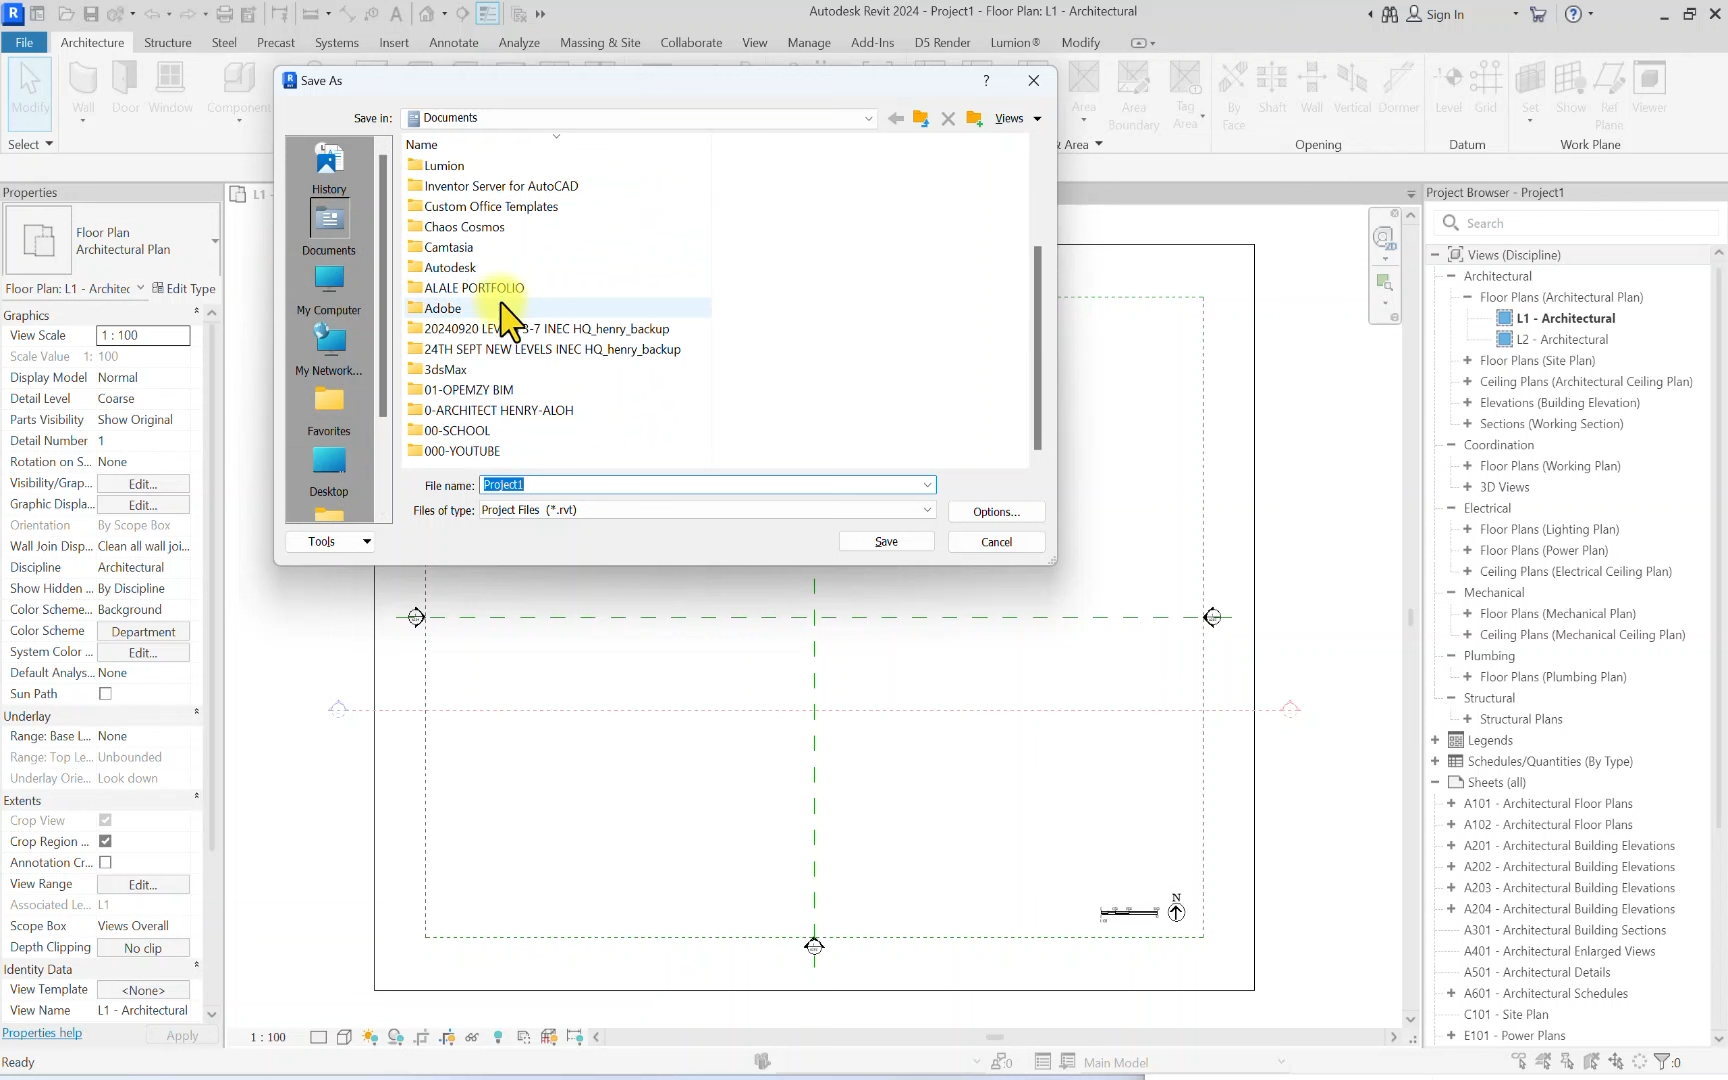 Autodesk Revit 2024 - Project1 - Floor Plan: L1 - Architectural
Sign In
File Architecture Structure Steel Precast Systems Insert Annotate Analyze Massing & Site Collaborate View Manage Add-Ins D5 Render Lumion® Modify
Modify
Wall
Door
Window
Component
Area
Area Boundary
Tag Area
By Face
Shaft
Wall
Vertical
Dormer
Level
Grid
Set
Show
Ref Plane
Viewer
Select
Area
Opening
Datum
Work Plane
Save As
Save in:
Documents
Views
History
Documents
My Computer
My Network...
Favorites
Desktop
Name
Lumion
Inventor Server for AutoCAD
Custom Office Templates
Chaos Cosmos
Camtasia
Autodesk
ALALE PORTFOLIO
Adobe
3-7 INEC HQ_henry_backup
24TH SEPT NEW LEVELS INEC HQ_henry_backup
3dsMax
01-OPEMZY BIM
0-ARCHITECT HENRY-ALOH
00-SCHOOL
000-YOUTUBE
File name: Project1
Files of type: Project Files (*.rvt)
Options...
Tools
Save
Cancel
L1 -
Properties
Floor Plan
Architectural Plan
Floor Plan: L1 - Architec
Edit Type
Graphics
View Scale 1 : 100
Scale Value 1: 100
Display Model Normal
Detail Level Coarse
Parts Visibility Show Original
Detail Number 1
Rotation on S... None
Visibility/Grap... Edit...
Graphic Displa... Edit...
Orientation By Scope Box
Wall Join Disp... Clean all wall joi...
Discipline Architectural
Show Hidden ... By Discipline
Color Scheme... Background
Color Scheme Department
System Color ... Edit...
Default Analys... None
Sun Path
Underlay
Range: Base L... None
Range: Top Le... Unbounded
Underlay Orie... Look down
Extents
Crop View
Crop Region ...
Annotation Cr...
View Range Edit...
Associated Le... L1
Scope Box Views Overall
Depth Clipping No clip
Identity Data
View Template <None>
View Name L1 - Architectural
Properties help
Apply
N
1 : 100
Ready
:0
Main Model
:0
Project Browser - Project1
Search
Views (Discipline)
Architectural
Floor Plans (Architectural Plan)
L1 - Architectural
L2 - Architectural
Floor Plans (Site Plan)
Ceiling Plans (Architectural Ceiling Plan)
Elevations (Building Elevation)
Sections (Working Section)
Coordination
Floor Plans (Working Plan)
3D Views
Electrical
Floor Plans (Lighting Plan)
Floor Plans (Power Plan)
Ceiling Plans (Electrical Ceiling Plan)
Mechanical
Floor Plans (Mechanical Plan)
Ceiling Plans (Mechanical Ceiling Plan)
Plumbing
Floor Plans (Plumbing Plan)
Structural
Structural Plans
Legends
Schedules/Quantities (By Type)
Sheets (all)
A101 - Architectural Floor Plans
A102 - Architectural Floor Plans
A201 - Architectural Building Elevations
A202 - Architectural Building Elevations
A203 - Architectural Building Elevations
A204 - Architectural Building Elevations
A301 - Architectural Building Sections
A401 - Architectural Enlarged Views
A501 - Architectural Details
A601 - Architectural Schedules
C101 - Site Plan
E101 - Power Plans